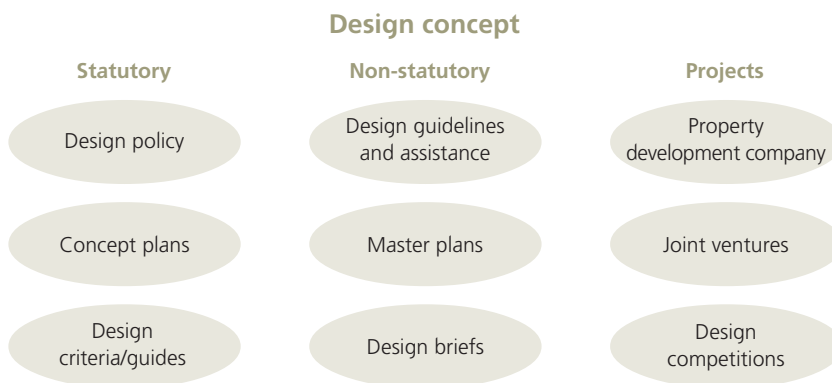 Design concept
Statutory
Non-statutory
Projects
Design policy
Design guidelines
and assistance
Property
development company
Concept plans
Master plans
Joint ventures
Design
criteria/guides
Design briefs
Design
competitions